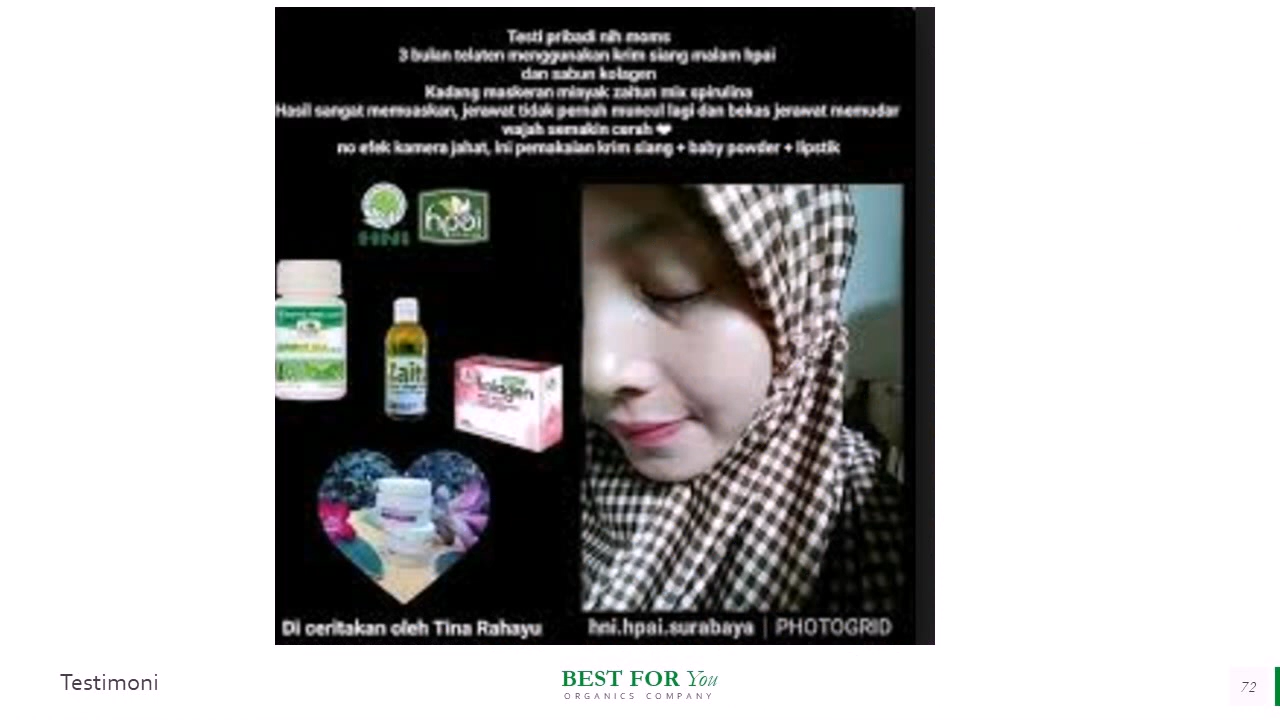 Testi pribadi nih moms
3 bulan telaten menggunakan krim siang malam hpai
dan sabun kolagen
Kadang maskeran minyak zaitun mix spirulina
Hasil sangat memuaskan, jerawat tidak pernah muncul lagi dan bekas jerawat memudar
wajah semakin cerah ❤
no efek kamera jahat, ini pemakaian krim siang + baby powder + lipstik
HNI
hpai
Zait
kolagen
Di ceritakan oleh Tina Rahayu
hni.hpai.surabaya | PHOTOGRID
Testimoni
BEST FOR You
ORGANICS COMPANY
72